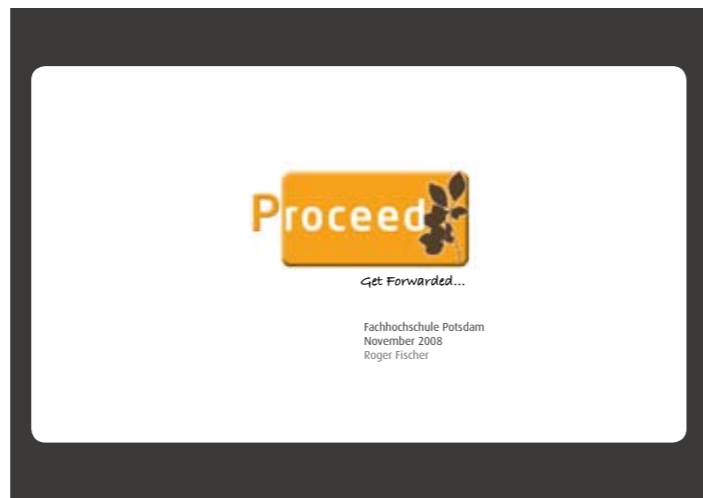 Proceed
Get Forwarded...
Fachhochschule Potsdam
November 2008
Roger Fischer